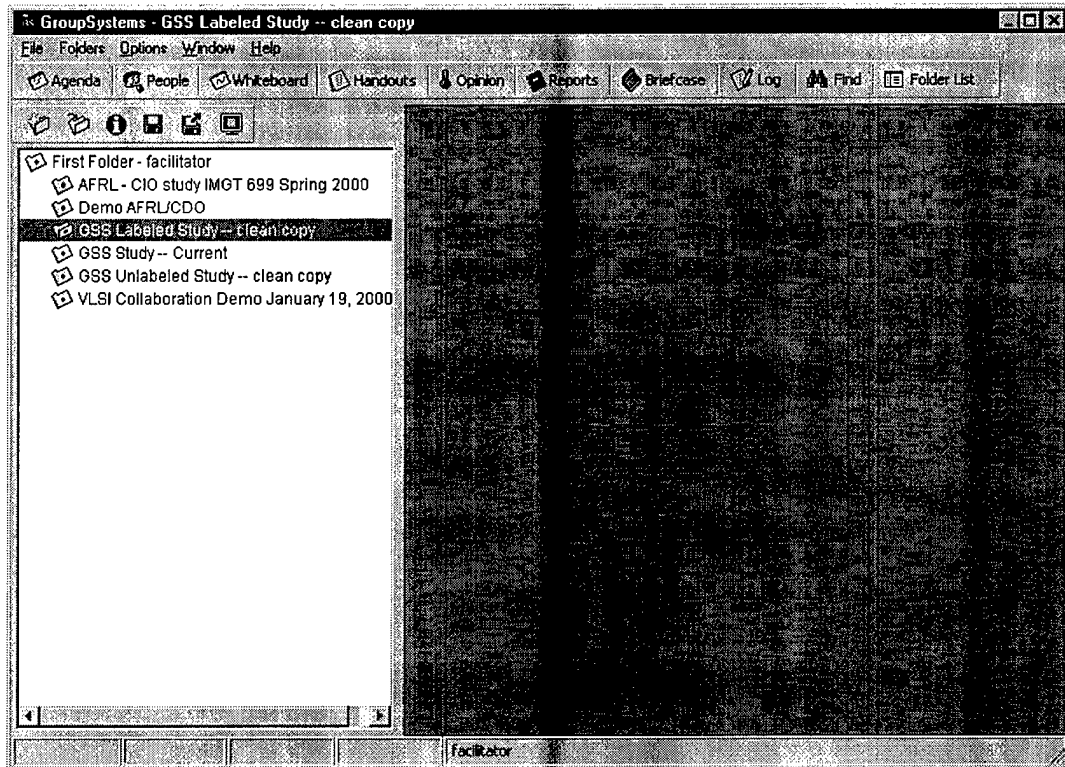 GroupSystems - GSS Labeled Study -- clean copy
File Folders Options Window Help
Agenda People Whiteboard Handouts Opinion Reports Briefcase Log Find Folder List
First Folder - facilitator
AFRL - CIO study IMGT 699 Spring 2000
Demo AFRL/CDO
GSS Labeled Study -- clean copy
GSS Study -- Current
GSS Unlabeled Study -- clean copy
VLSI Collaboration Demo January 19, 2000
facilitator